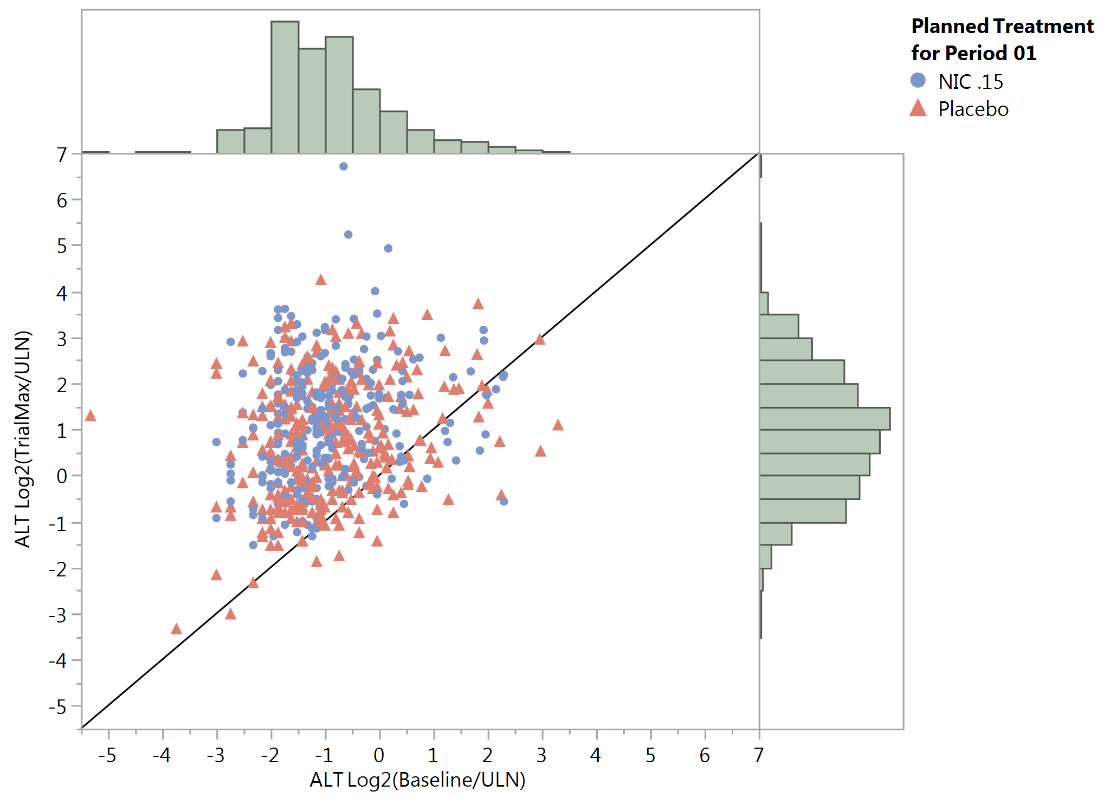 Planned Treatment
for Period 01
NIC .15
Placebo
7
6
5
4
3
2
1
0
-1
-2
-3
-4
-5
ALT Log2(TrialMax/ULN)
-5 -4 -3 -2 -1 0 1 2 3 4 5 6 7
ALT Log2(Baseline/ULN)